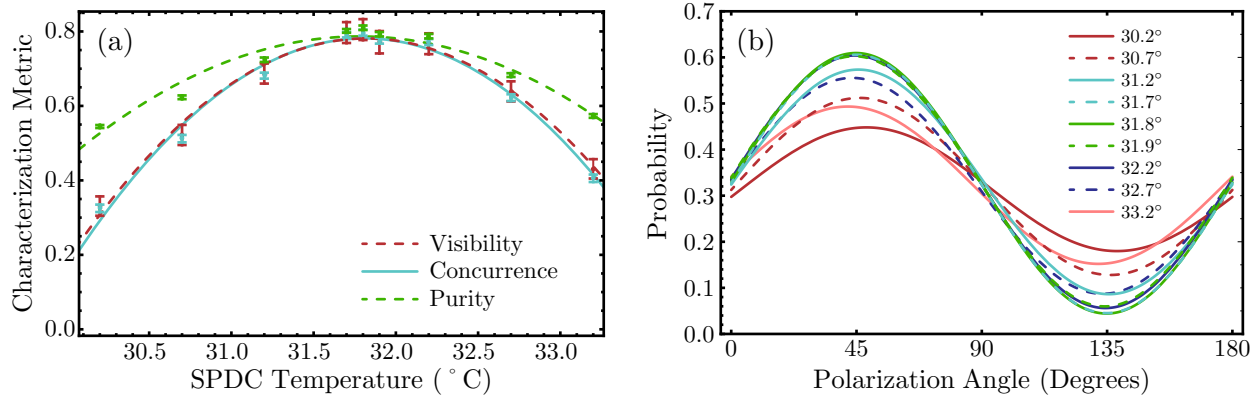 (a)
Characterization Metric
0.8
0.6
0.4
0.2
0.0
Visibility
Concurrence
Purity
30.5 31.0 31.5 32.0 32.5 33.0
SPDC Temperature (°C)
(b)
Probability
0.7
0.6
0.5
0.4
0.3
0.2
0.1
0.0
30.2°
30.7°
31.2°
31.7°
31.8°
31.9°
32.2°
32.7°
33.2°
0 45 90 135 180
Polarization Angle (Degrees)